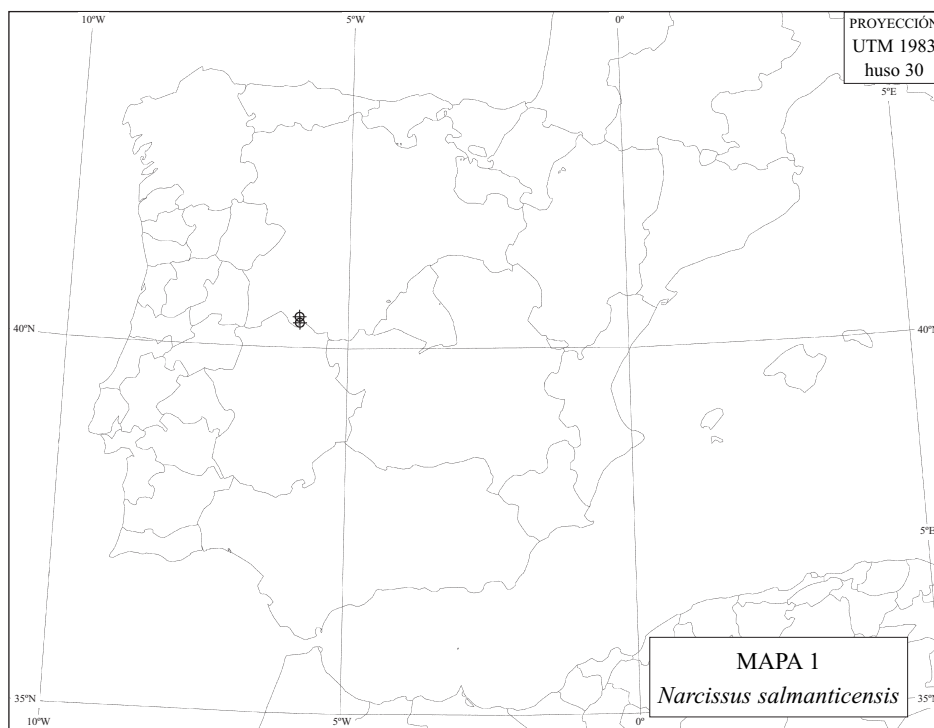 10ºW
5ºW
0º
PROYECCIÓN
UTM 1983
huso 30
5ºE
40ºN
40ºN
5ºE
MAPA 1
Narcissus salmanticensis
35ºN
35ºN
10ºW
5ºW
0º